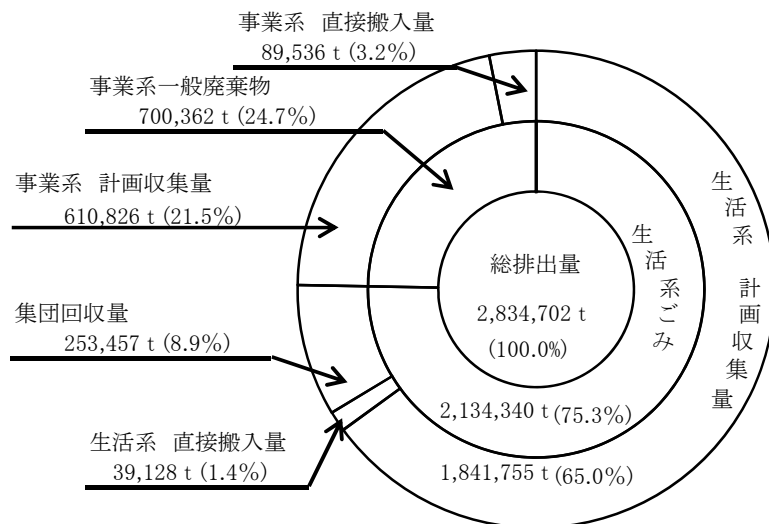 事業系 直接搬入量
89,536 t (3.2%)
事業系一般廃棄物
700,362 t (24.7%)
事業系 計画収集量
610,826 t (21.5%)
集団回収量
253,457 t (8.9%)
生活系 直接搬入量
39,128 t (1.4%)
総排出量
2,834,702 t
(100.0%)
生活系ごみ
2,134,340 t (75.3%)
生活系 計画収集量
1,841,755 t (65.0%)